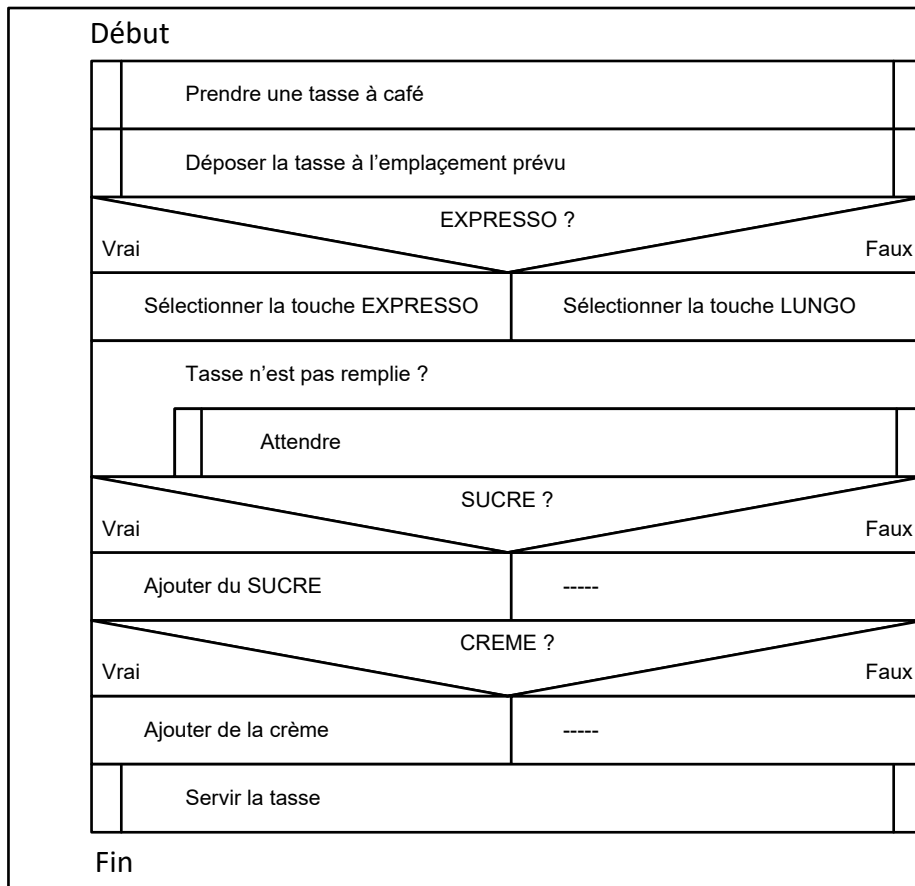 Début
Prendre une tasse à café
Déposer la tasse à l’emplaçement prévu
EXPRESSO ?
Vrai
Faux
Sélectionner la touche EXPRESSO
Sélectionner la touche LUNGO
Tasse n’est pas remplie ?
Attendre
SUCRE ?
Vrai
Faux
Ajouter du SUCRE
-----
CREME ?
Vrai
Faux
Ajouter de la crème
-----
Servir la tasse
Fin